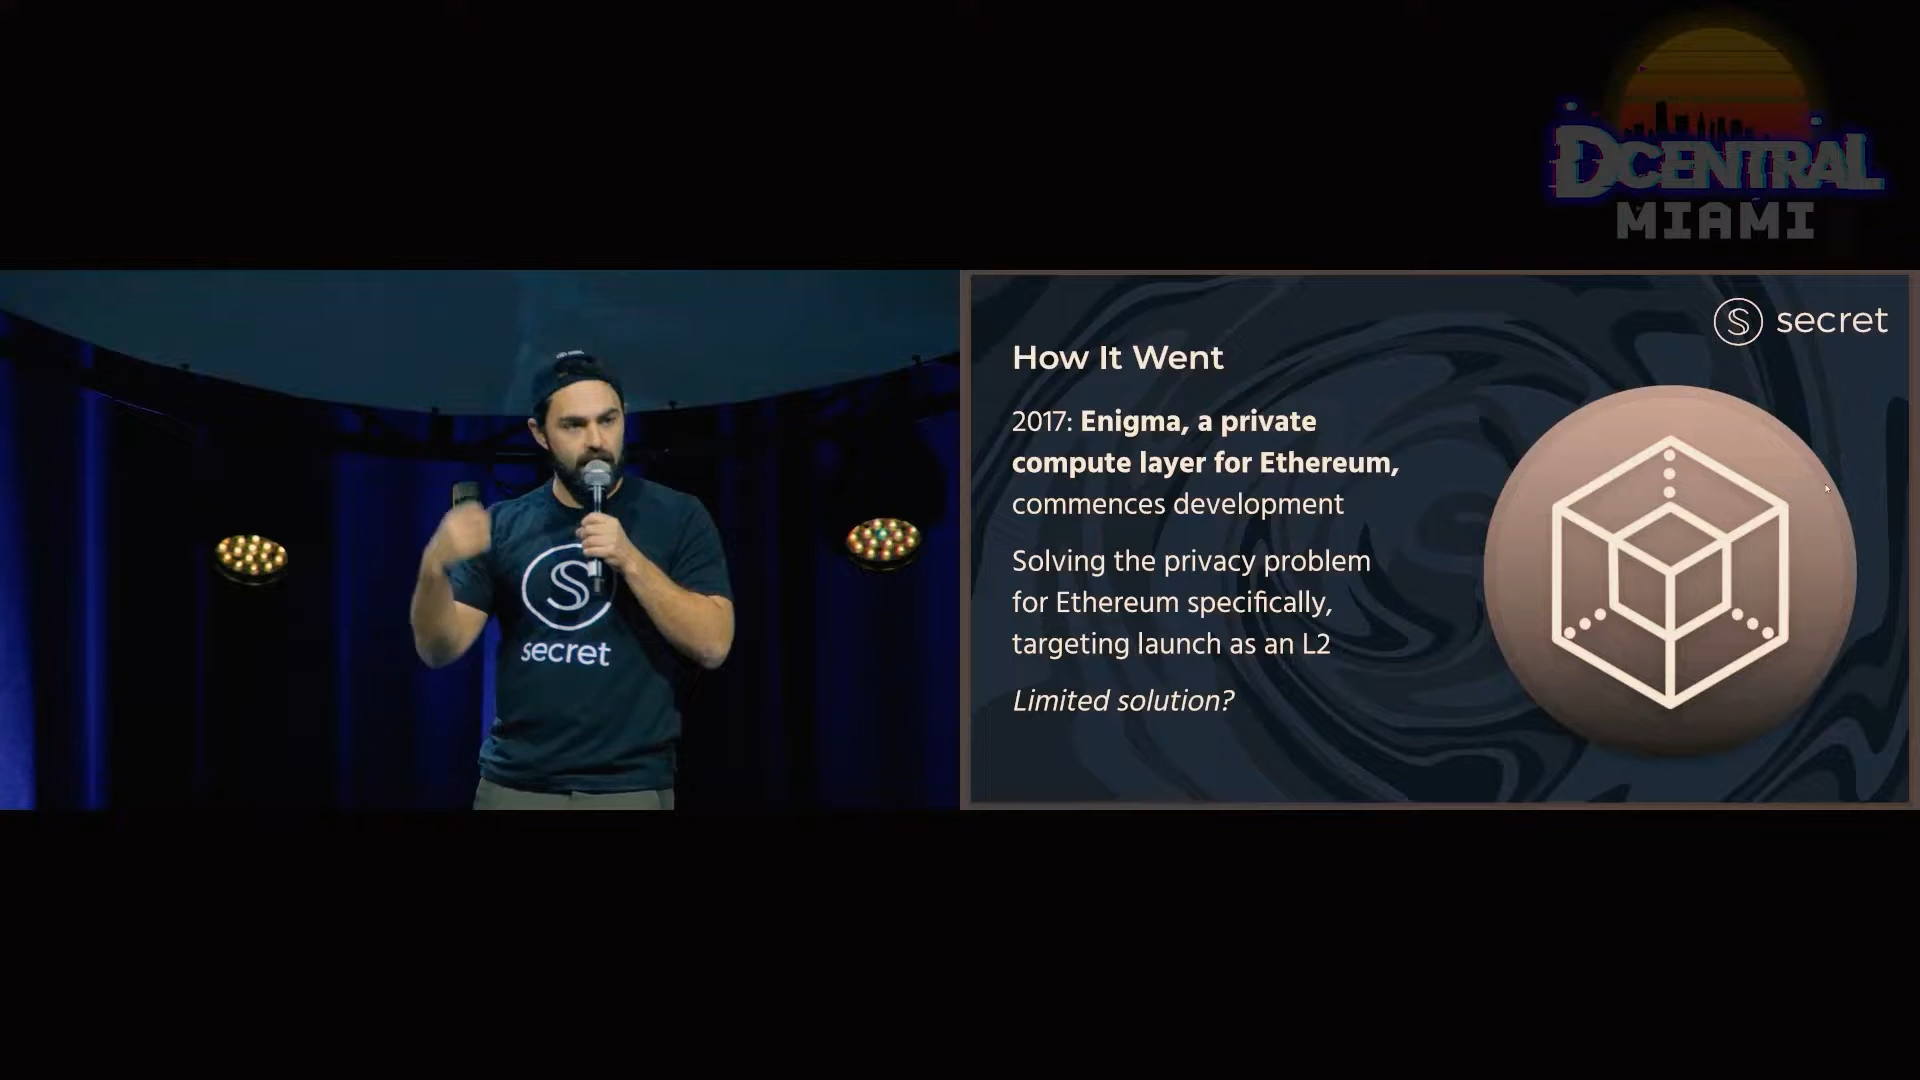 DCENTRAL
MIAMI
secret
How It Went
2017: Enigma, a private
compute layer for Ethereum,
commences development
Solving the privacy problem
for Ethereum specifically,
targeting launch as an L2
Limited solution?
S
secret